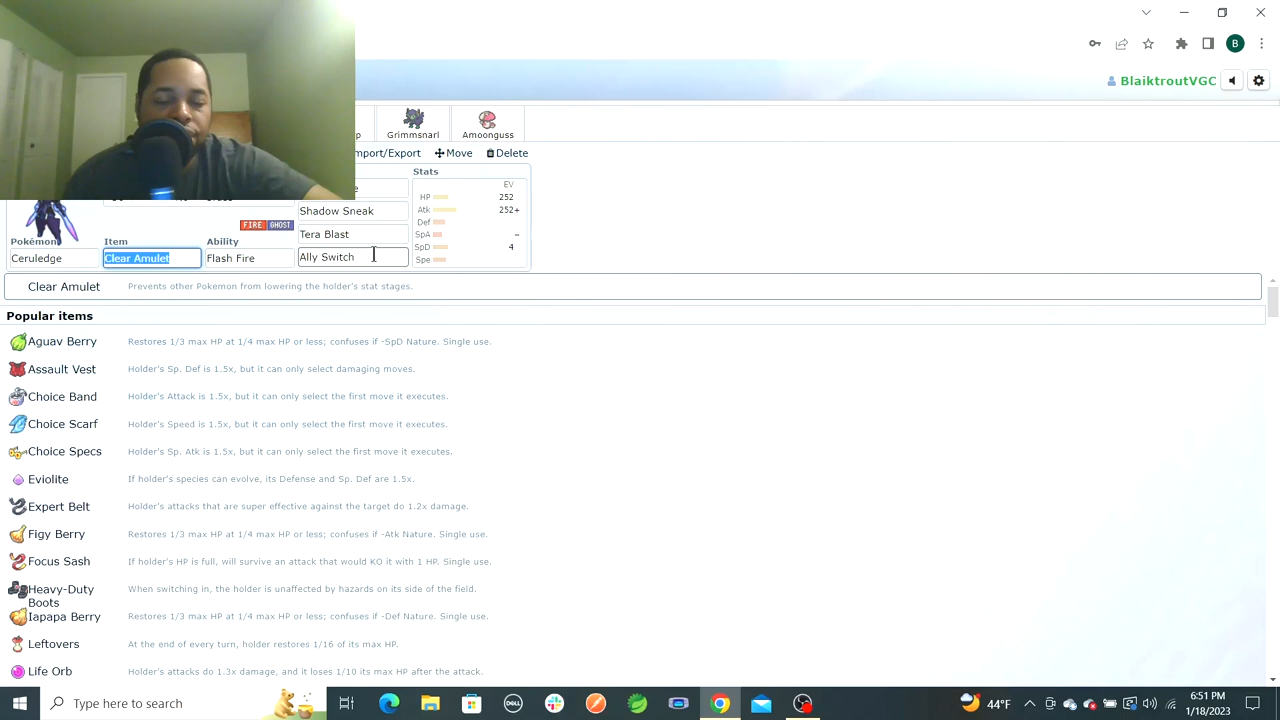 B
BlaiktroutVGC
Grimmsnarl
Amoonguss
Move
Delete
Stats
EV
HP 252
Shadow Sneak
Atk 252+
Def
FIRE GHOST
Tera Blast
SpA --
Pokémon Item Ability
SpD 4
Ceruledge Clear Amulet Flash Fire Ally Switch
Spe
Clear Amulet Prevents other Pokemon from lowering the holder's stat stages.
Popular items
Aguav Berry Restores 1/3 max HP at 1/4 max HP or less; confuses if -SpD Nature. Single use.
Assault Vest Holder's Sp. Def is 1.5x, but it can only select damaging moves.
Choice Band Holder's Attack is 1.5x, but it can only select the first move it executes.
Choice Scarf Holder's Speed is 1.5x, but it can only select the first move it executes.
Choice Specs Holder's Sp. Atk is 1.5x, but it can only select the first move it executes.
Eviolite If holder's species can evolve, its Defense and Sp. Def are 1.5x.
Expert Belt Holder's attacks that are super effective against the target do 1.2x damage.
Figy Berry Restores 1/3 max HP at 1/4 max HP or less; confuses if -Atk Nature. Single use.
Focus Sash If holder's HP is full, will survive an attack that would KO it with 1 HP. Single use.
Heavy-Duty Boots When switching in, the holder is unaffected by hazards on its side of the field.
Iapapa Berry Restores 1/3 max HP at 1/4 max HP or less; confuses if -Def Nature. Single use.
Leftovers At the end of every turn, holder restores 1/16 of its max HP.
Life Orb Holder's attacks do 1.3x damage, and it loses 1/10 its max HP after the attack.
Type here to search
DELL
44°F
6:51 PM
1/18/2023